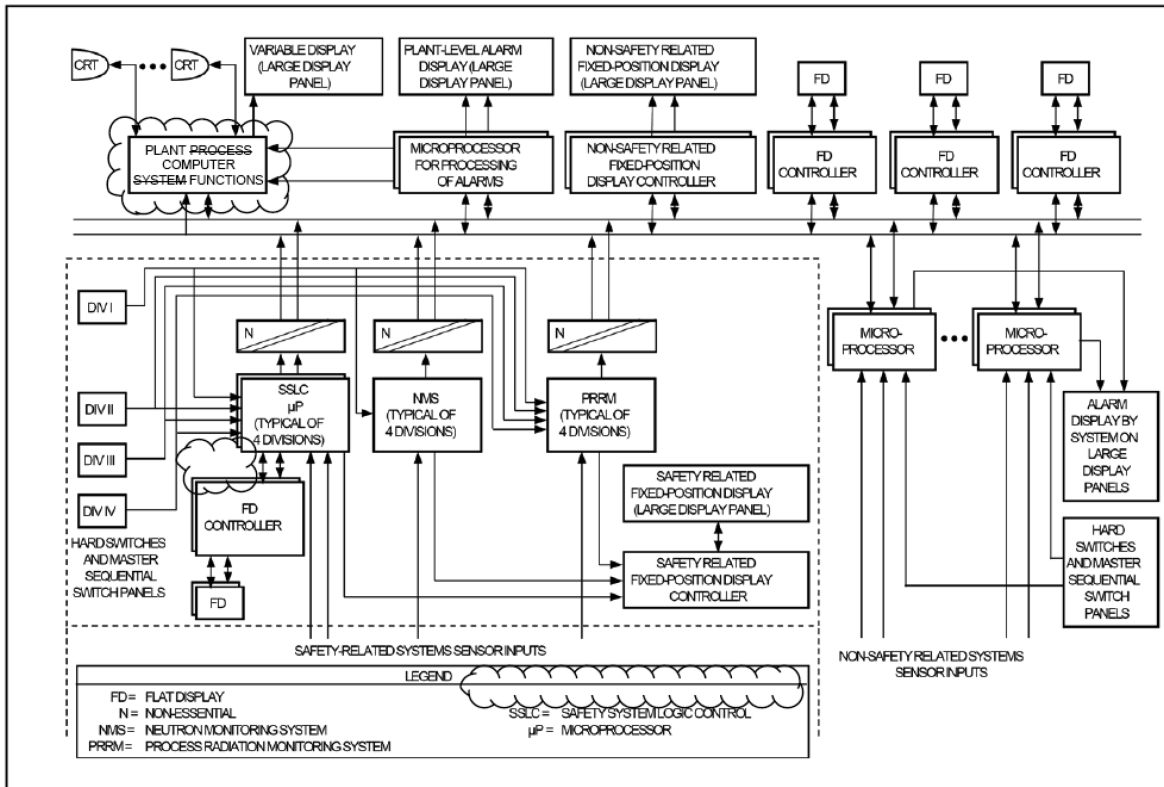 CRT
CRT
VARIABLE DISPLAY
(LARGE DISPLAY
PANEL)
PLANT-LEVEL ALARM
DISPLAY (LARGE
DISPLAY PANEL)
NON-SAFETY RELATED
FIXED-POSITION DISPLAY
(LARGE DISPLAY PANEL)
FD
FD
FD
PLANT PROCESS
COMPUTER
SYSTEM FUNCTIONS
MICROPROCESSOR
FOR PROCESSING
OF ALARMS
NON-SAFETY RELATED
FIXED-POSITION
DISPLAY CONTROLLER
FD
CONTROLLER
FD
CONTROLLER
FD
CONTROLLER
DIV I
DIV II
DIV III
DIV IV
HARD SWITCHES
AND MASTER
SEQUENTIAL
SWITCH PANELS
N
N
N
SSLC
µP
(TYPICAL OF
4 DIVISIONS)
NMS
(TYPICAL OF
4 DIVISIONS)
PRRM
(TYPICAL OF
4 DIVISIONS)
FD
CONTROLLER
FD
SAFETY RELATED
FIXED-POSITION DISPLAY
(LARGE DISPLAY PANEL)
SAFETY RELATED
FIXED-POSITION DISPLAY
CONTROLLER
MICRO-
PROCESSOR
MICRO-
PROCESSOR
ALARM
DISPLAY BY
SYSTEM ON
LARGE
DISPLAY
PANELS
HARD
SWITCHES
AND MASTER
SEQUENTIAL
SWITCH
PANELS
SAFETY-RELATED SYSTEMS SENSOR INPUTS
NON-SAFETY RELATED SYSTEMS
SENSOR INPUTS
LEGEND
FD = FLAT DISPLAY
N = NON-ESSENTIAL
NMS = NEUTRON MONITORING SYSTEM
PRRM = PROCESS RADIATION MONITORING SYSTEM
SSLC = SAFETY SYSTEM LOGIC CONTROL
µP = MICROPROCESSOR